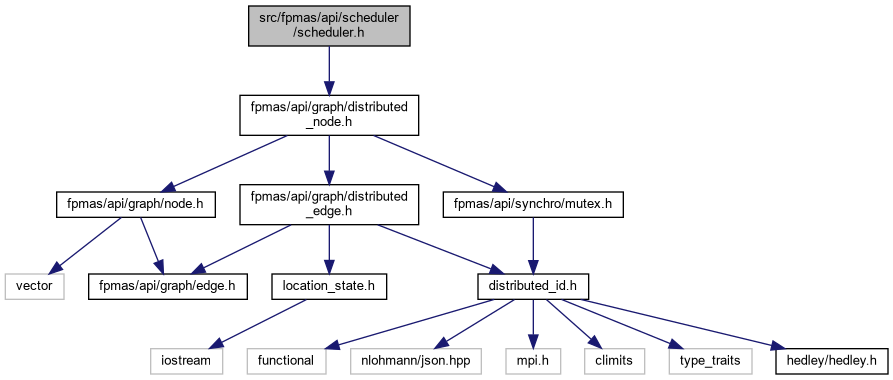 src/fpmas/api/scheduler
/scheduler.h
fpmas/api/graph/distributed
_node.h
fpmas/api/graph/node.h
fpmas/api/graph/distributed
_edge.h
fpmas/api/synchro/mutex.h
vector
fpmas/api/graph/edge.h
location_state.h
distributed_id.h
iostream
functional
nlohmann/json.hpp
mpi.h
climits
type_traits
hedley/hedley.h